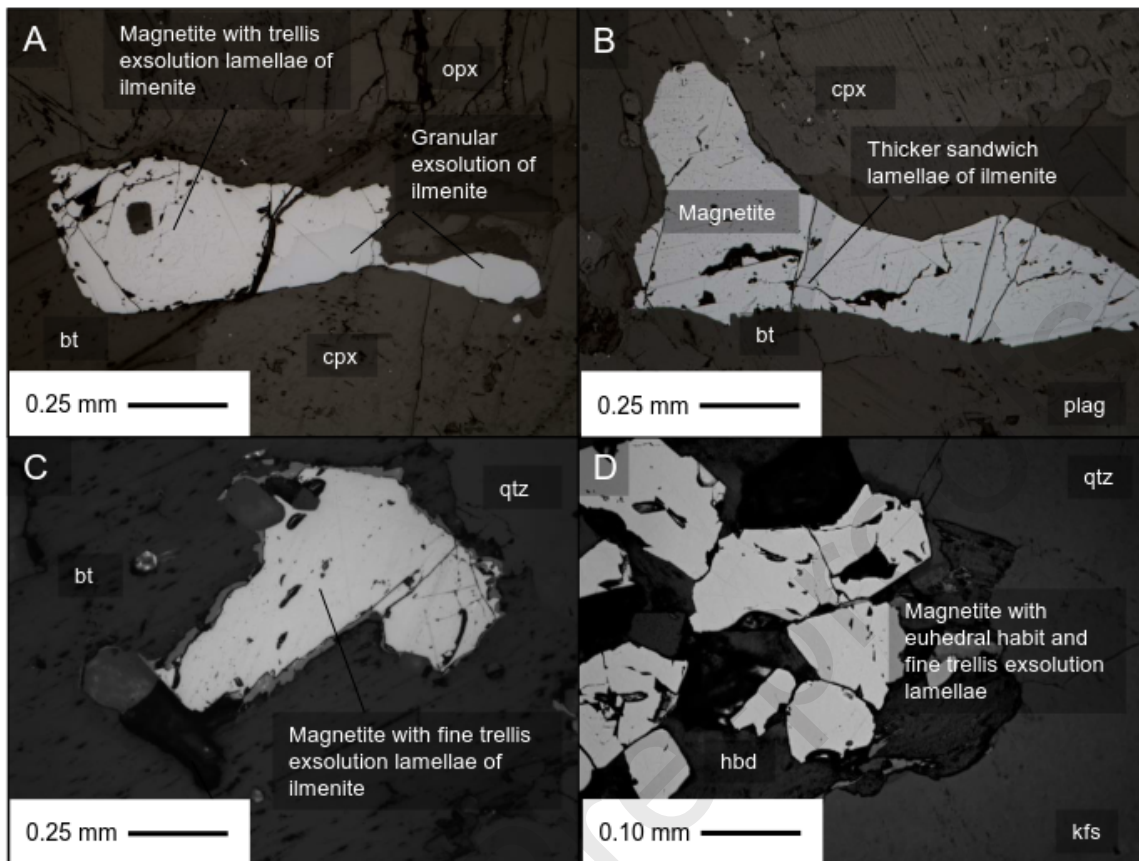 A
Magnetite with trellis
exsolution lamellae of
ilmenite
opx
Granular
exsolution of
ilmenite
bt
cpx
0.25 mm
B
cpx
Thicker sandwich
lamellae of ilmenite
Magnetite
bt
plag
0.25 mm
C
qtz
bt
Magnetite with fine trellis
exsolution lamellae of
ilmenite
0.25 mm
D
qtz
Magnetite with
euhedral habit and
fine trellis exsolution
lamellae
hbd
kfs
0.10 mm